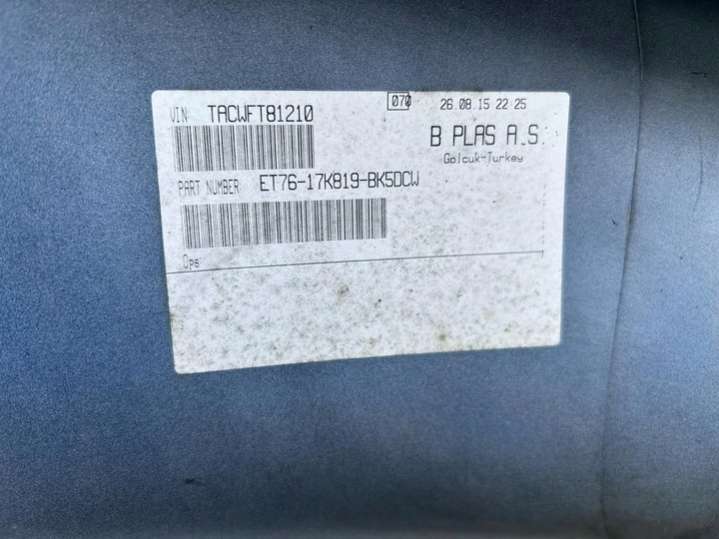 VIN TACWFT81210 070 26.08.15 22 25
B PLAS A.S.
Golcuk-Turkey
PART NUMBER ET76-17K819-BK5DCW
Ops